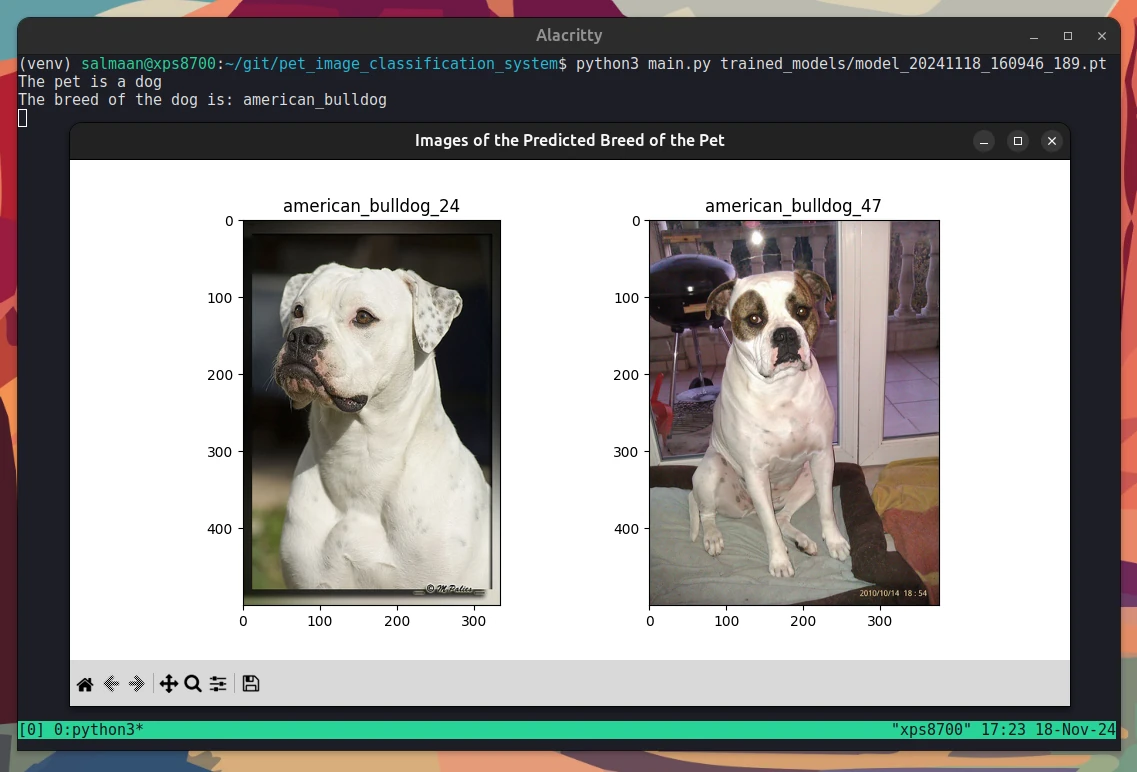 Alacritty
(venv) salmaan@xps8700:~/git/pet_image_classification_system$ python3 main.py trained_models/model_20241118_160946_189.pt
The pet is a dog
The breed of the dog is: american_bulldog
Images of the Predicted Breed of the Pet
american_bulldog_24
0
100
200
300
400
0 100 200 300
american_bulldog_47
0
100
200
300
400
2010/10/14 18:54
0 100 200 300
[0] 0:python3* "xps8700" 17:23 18-Nov-24